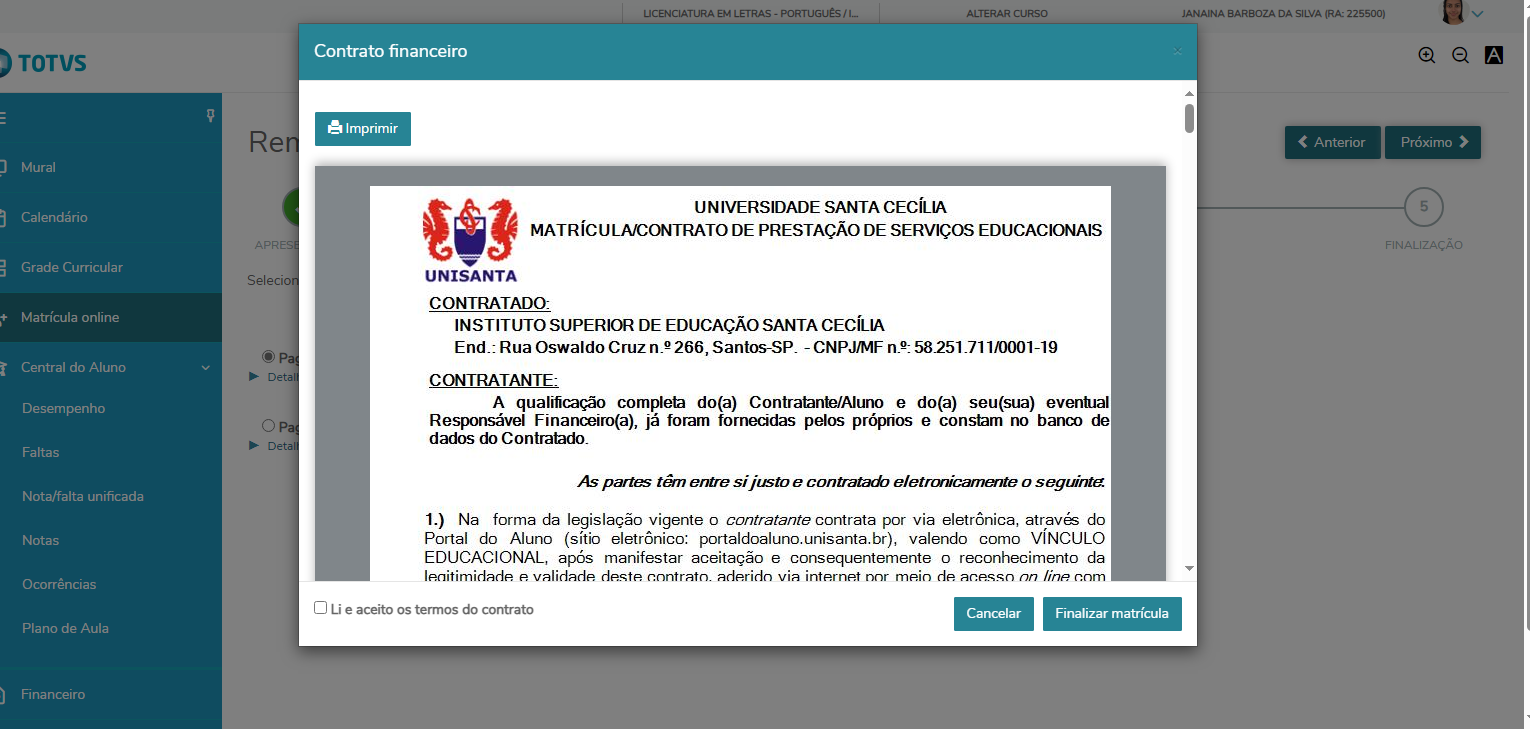 LICENCIATURA EM LETRAS - PORTUGUÊS / I...
ALTERAR CURSO
JANAINA BARBOZA DA SILVA (RA: 225500)
TOTVS
A
Contrato financeiro
×
Imprimir
Anterior
Próximo
Mural
Calendário
Grade Curricular
Matrícula online
Central do Aluno
Desempenho
Faltas
Nota/falta unificada
Notas
Ocorrências
Plano de Aula
Financeiro
5
FINALIZAÇÃO
UNISANTA
UNIVERSIDADE SANTA CECÍLIA
MATRÍCULA/CONTRATO DE PRESTAÇÃO DE SERVIÇOS EDUCACIONAIS
CONTRATADO:
INSTITUTO SUPERIOR DE EDUCAÇÃO SANTA CECÍLIA
End.: Rua Oswaldo Cruz n.º 266, Santos-SP. - CNPJ/MF n.º: 58.251.711/0001-19
CONTRATANTE:
A qualificação completa do(a) Contratante/Aluno e do(a) seu(sua) eventual
Responsável Financeiro(a), já foram fornecidas pelos próprios e constam no banco de
dados do Contratado.
As partes têm entre si justo e contratado eletronicamente o seguinte:
1.) Na forma da legislação vigente o contratante contrata por via eletrônica, através do
Portal do Aluno (sítio eletrônico: portaldoaluno.unisanta.br), valendo como VÍNCULO
EDUCACIONAL, após manifestar aceitação e consequentemente o reconhecimento da
legitimidade e validade deste contrato, aderido via internet por meio de acesso on line com
Li e aceito os termos do contrato
Cancelar
Finalizar matrícula